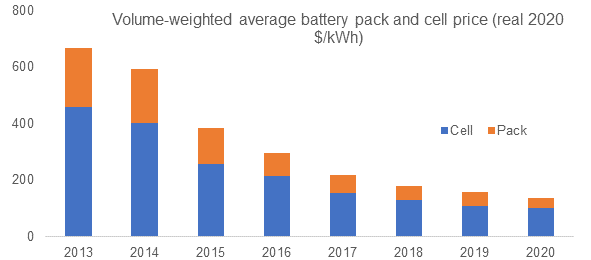 Volume-weighted average battery pack and cell price (real 2020
$/kWh)
800
600
400
200
0
Cell Pack
2013 2014 2015 2016 2017 2018 2019 2020